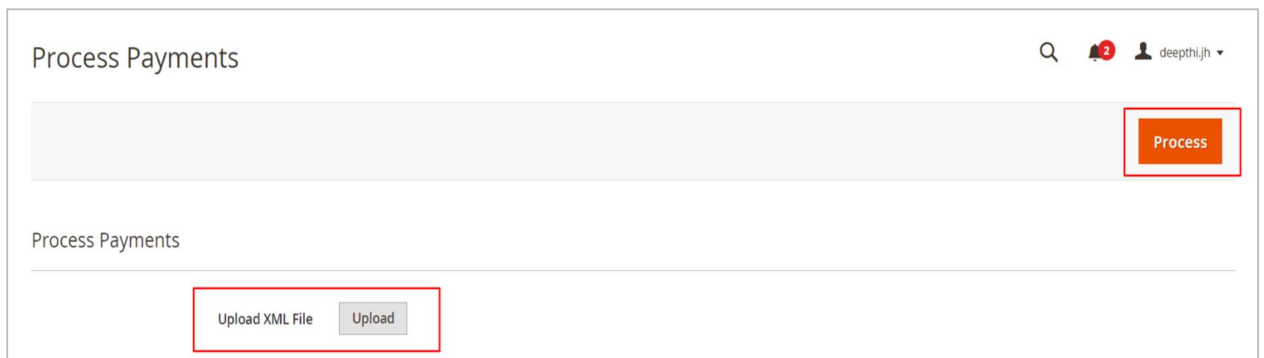 Process Payments
2 deepthi.jh
Process
Process Payments
Upload XML File Upload